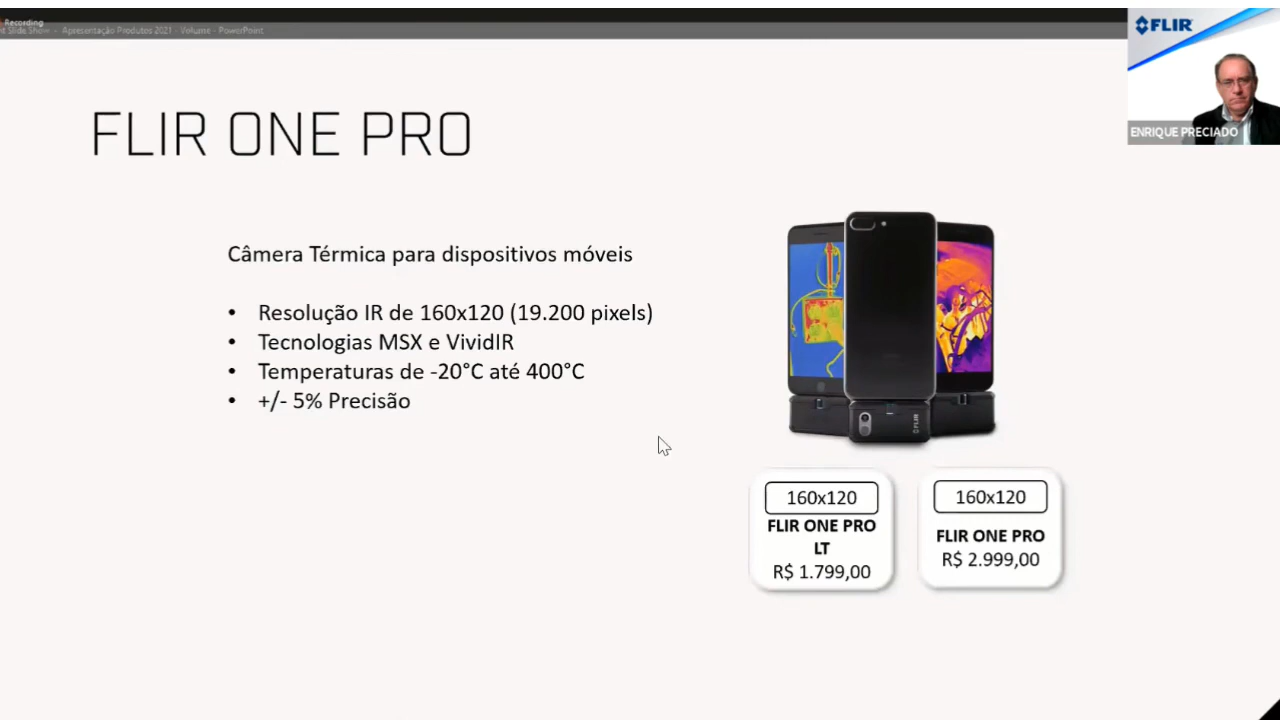 Recording
nt Slide Show - Apresentação Produtos 2021 - Volume - PowerPoint
FLIR
ENRIQUE PRECIADO
FLIR ONE PRO
Câmera Térmica para dispositivos móveis
• Resolução IR de 160x120 (19.200 pixels)
• Tecnologias MSX e VividIR
• Temperaturas de -20°C até 400°C
• +/- 5% Precisão
FLIR
160x120
FLIR ONE PRO
LT
R$ 1.799,00
160x120
FLIR ONE PRO
R$ 2.999,00